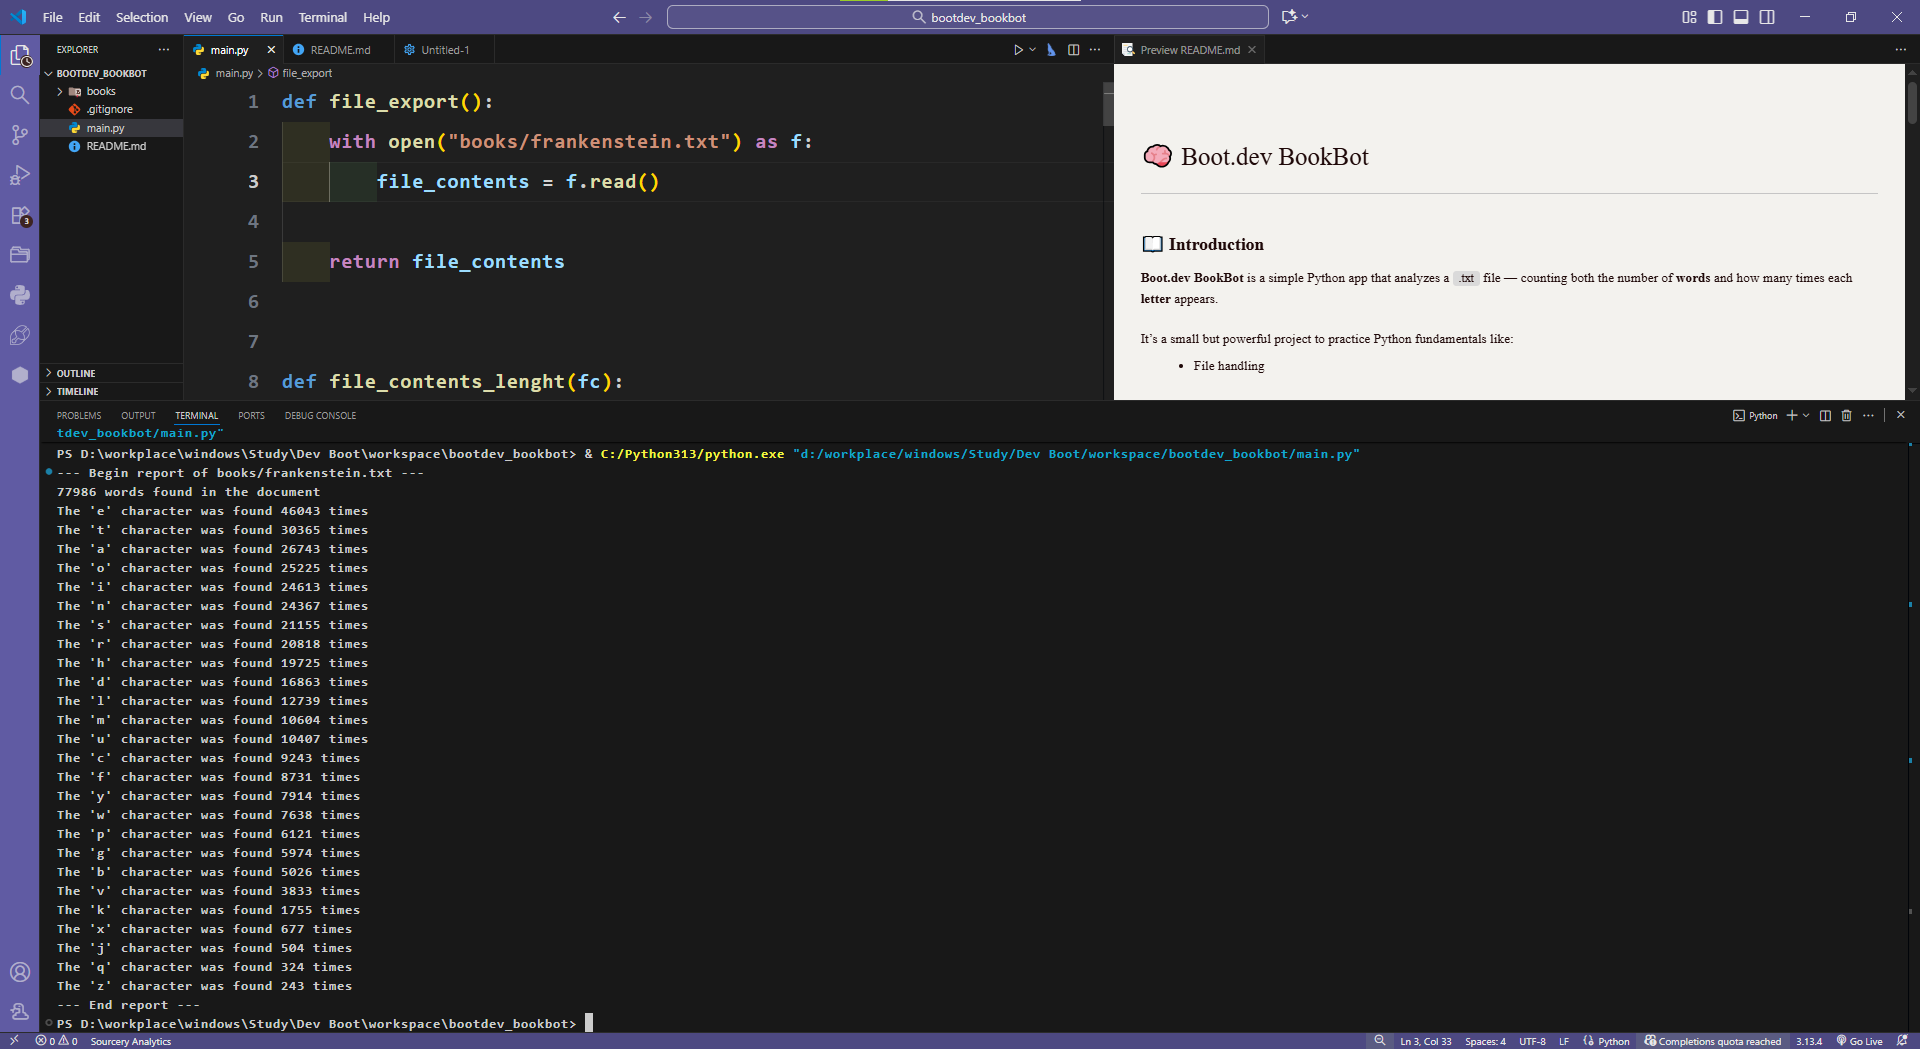 File Edit Selection View Go Run Terminal Help
bootdev_bookbot
EXPLORER
BOOTDEV_BOOKBOT
books
.gitignore
main.py
README.md
OUTLINE
TIMELINE
3
main.py README.md Untitled-1
main.py > file_export
1 def file_export():
2 with open("books/frankenstein.txt") as f:
3 file_contents = f.read()
4
5 return file_contents
6
7
8 def file_contents_lenght(fc):
Preview README.md
🧠 Boot.dev BookBot
📖 Introduction
Boot.dev BookBot is a simple Python app that analyzes a .txt file — counting both the number of words and how many times each
letter appears.
It's a small but powerful project to practice Python fundamentals like:
• File handling
PROBLEMS OUTPUT TERMINAL PORTS DEBUG CONSOLE
Python
tdev_bookbot/main.py"
PS D:\workplace\windows\Study\Dev Boot\workspace\bootdev_bookbot> & C:/Python313/python.exe "d:/workplace/windows/Study/Dev Boot/workspace/bootdev_bookbot/main.py"
--- Begin report of books/frankenstein.txt ---
77986 words found in the document
The 'e' character was found 46043 times
The 't' character was found 30365 times
The 'a' character was found 26743 times
The 'o' character was found 25225 times
The 'i' character was found 24613 times
The 'n' character was found 24367 times
The 's' character was found 21155 times
The 'r' character was found 20818 times
The 'h' character was found 19725 times
The 'd' character was found 16863 times
The 'l' character was found 12739 times
The 'm' character was found 10604 times
The 'u' character was found 10407 times
The 'c' character was found 9243 times
The 'f' character was found 8731 times
The 'y' character was found 7914 times
The 'w' character was found 7638 times
The 'p' character was found 6121 times
The 'g' character was found 5974 times
The 'b' character was found 5026 times
The 'v' character was found 3833 times
The 'k' character was found 1755 times
The 'x' character was found 677 times
The 'j' character was found 504 times
The 'q' character was found 324 times
The 'z' character was found 243 times
--- End report ---
PS D:\workplace\windows\Study\Dev Boot\workspace\bootdev_bookbot>
0 0 Sourcery Analytics
Ln 3, Col 33 Spaces: 4 UTF-8 LF Python Completions quota reached 3.13.4 Go Live